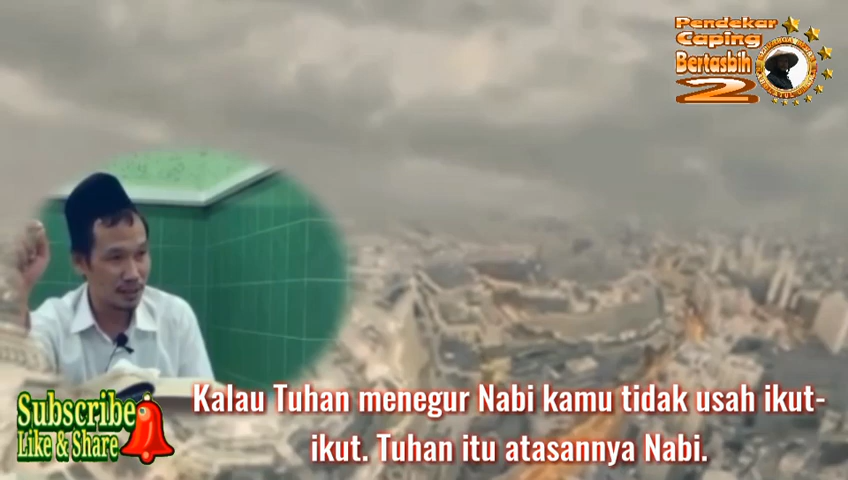 Pendekar
Caping
Bertasbih
2
Subscribe
Like & Share
Kalau Tuhan menegur Nabi kamu tidak usah ikut-
ikut. Tuhan itu atasannya Nabi.